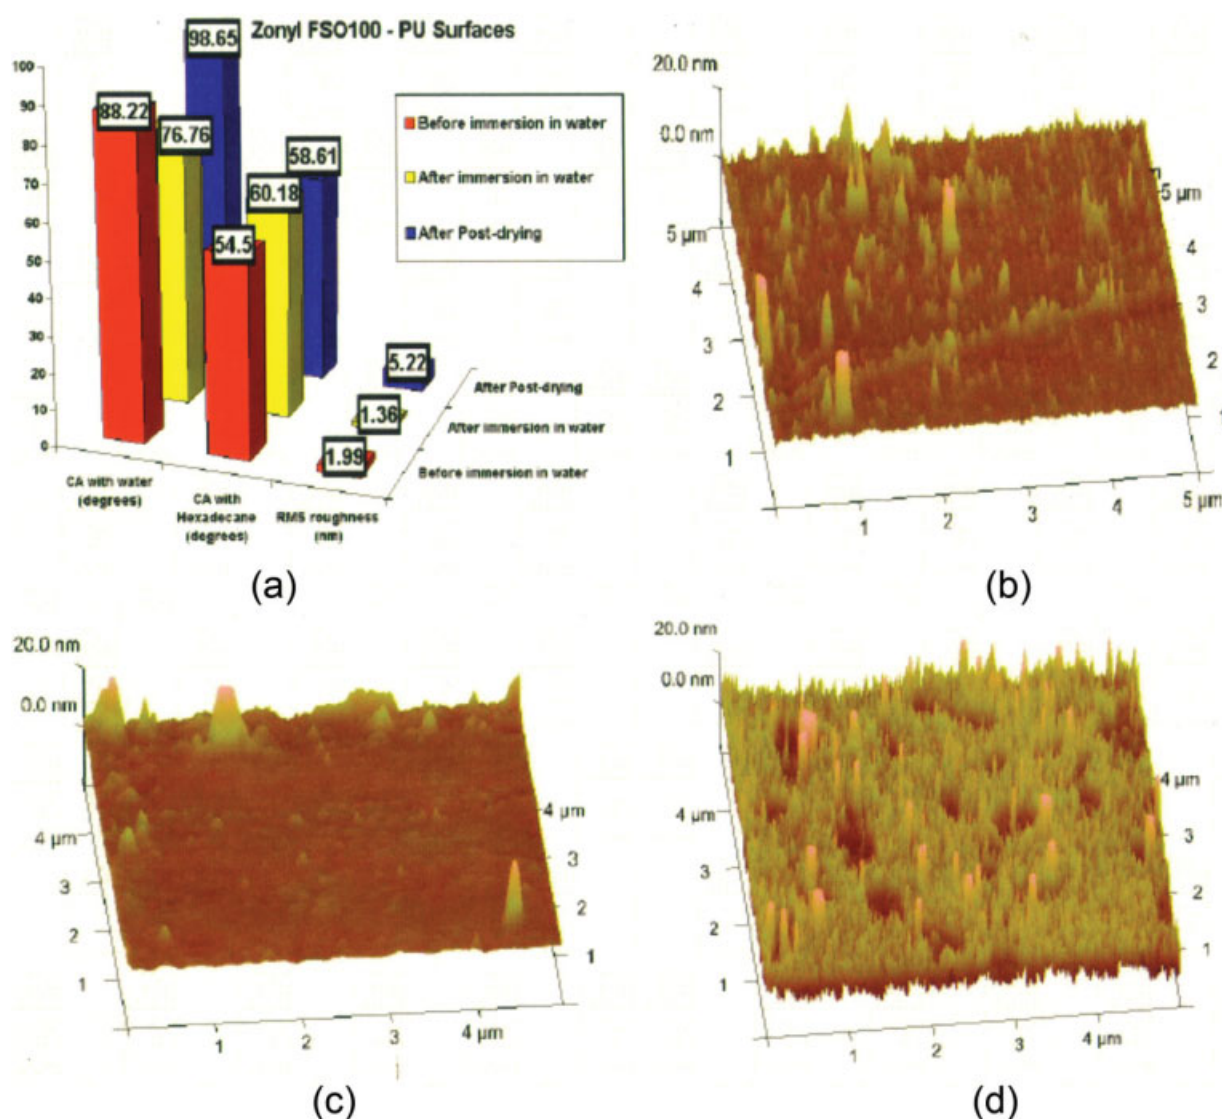 Zonyl FSO100 - PU Surfaces
98.65
88.22
76.76
58.61
60.18
54.5
5.22
1.36
1.99
100
90
80
70
60
50
40
30
20
10
0
Before immersion in water
After immersion in water
After Post-drying
After Post-drying
After immersion in water
Before immersion in water
CA with water
(degrees)
CA with
Hexadecane
(degrees)
RMS roughness
(nm)
(a)
20.0 nm
0.0 nm
5 µm
4
3
2
1
5 µm
4
3
2
1
1
2
3
4
5 µm
(b)
20.0 nm
0.0 nm
4 µm
3
2
1
4 µm
3
2
1
1
2
3
4 µm
(c)
20.0 nm
0.0 nm
4 µm
3
2
1
4 µm
3
2
1
1
2
3
4 µm
(d)